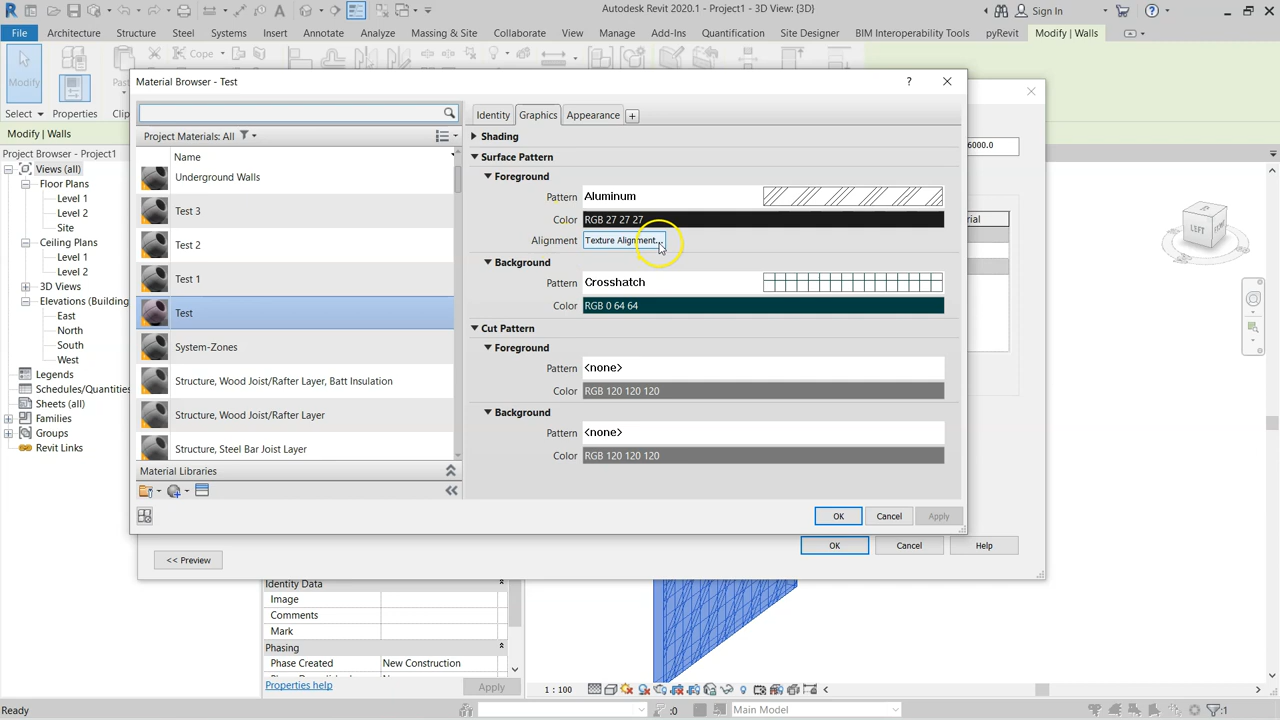 Autodesk Revit 2020.1 - Project1 - 3D View: {3D}
Sign In
File Architecture Structure Steel Systems Insert Annotate Analyze Massing & Site Collaborate View Manage Add-Ins Quantification Site Designer BIM Interoperability Tools pyRevit Modify | Walls
Modify
Cope
Select Properties
Modify | Walls
Project Browser - Project1
Views (all)
Floor Plans
Level 1
Level 2
Site
Ceiling Plans
Level 1
Level 2
3D Views
Elevations (Building
East
North
South
West
Legends
Schedules/Quantities
Sheets (all)
Families
Groups
Revit Links
Material Browser - Test
Project Materials: All
Name
Underground Walls
Test 3
Test 2
Test 1
Test
System-Zones
Structure, Wood Joist/Rafter Layer, Batt Insulation
Structure, Wood Joist/Rafter Layer
Structure, Steel Bar Joist Layer
Material Libraries
Identity Graphics Appearance
Shading
Surface Pattern
Foreground
Pattern Aluminum
Color RGB 27 27 27
Alignment Texture Alignment...
Background
Pattern Crosshatch
Color RGB 0 64 64
Cut Pattern
Foreground
Pattern <none>
Color RGB 120 120 120
Background
Pattern <none>
Color RGB 120 120 120
OK Cancel Apply
6000.0
<< Preview
OK Cancel Help
LEFT
Identity Data
Image
Comments
Mark
Phasing
Phase Created New Construction
Properties help
Apply
1 : 100
Ready
:0
Main Model
:1